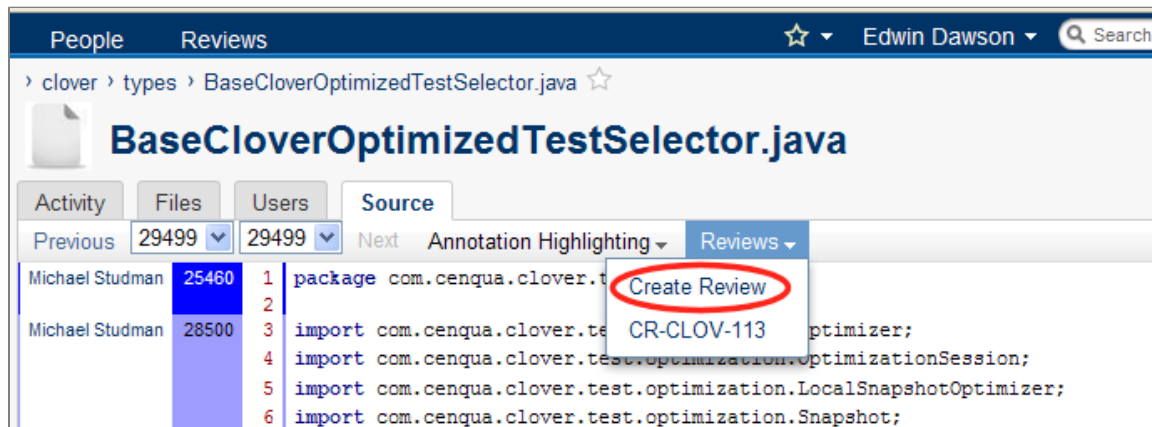 People Reviews Edwin Dawson Search
clover types BaseCloverOptimizedTestSelector.java
BaseCloverOptimizedTestSelector.java
Activity Files Users Source
Previous 29499 29499 Next Annotation Highlighting Reviews
Michael Studman 25460 1 package com.cenqua.clover.t
Create Review
2
CR-CLOV-113
Michael Studman 28500 3 import com.cenqua.clover.te ptimizer;
4 import com.cenqua.clover.test.optimization.OptimizationSession;
5 import com.cenqua.clover.test.optimization.LocalSnapshotOptimizer;
6 import com.cenqua.clover.test.optimization.Snapshot;